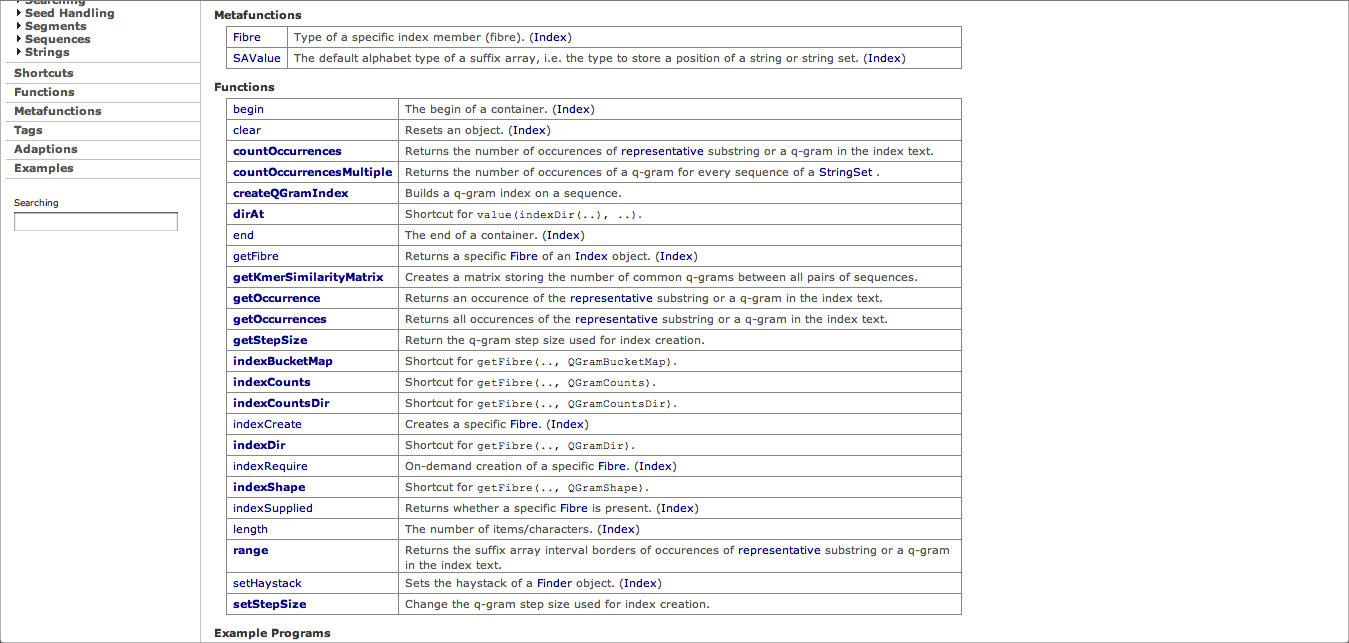 Searching
Seed Handling
Segments
Sequences
Strings
Shortcuts
Functions
Metafunctions
Tags
Adaptions
Examples
Searching
Metafunctions
Fibre Type of a specific index member (fibre). (Index)
SAValue The default alphabet type of a suffix array, i.e. the type to store a position of a string or string set. (Index)
Functions
begin The begin of a container. (Index)
clear Resets an object. (Index)
countOccurrences Returns the number of occurences of representative substring or a q-gram in the index text.
countOccurrencesMultiple Returns the number of occurences of a q-gram for every sequence of a StringSet .
createQGramIndex Builds a q-gram index on a sequence.
dirAt Shortcut for value(indexDir(..), ..).
end The end of a container. (Index)
getFibre Returns a specific Fibre of an Index object. (Index)
getKmerSimilarityMatrix Creates a matrix storing the number of common q-grams between all pairs of sequences.
getOccurrence Returns an occurence of the representative substring or a q-gram in the index text.
getOccurrences Returns all occurences of the representative substring or a q-gram in the index text.
getStepSize Return the q-gram step size used for index creation.
indexBucketMap Shortcut for getFibre(.., QGramBucketMap).
indexCounts Shortcut for getFibre(.., QGramCounts).
indexCountsDir Shortcut for getFibre(.., QGramCountsDir).
indexCreate Creates a specific Fibre. (Index)
indexDir Shortcut for getFibre(.., QGramDir).
indexRequire On-demand creation of a specific Fibre. (Index)
indexShape Shortcut for getFibre(.., QGramShape).
indexSupplied Returns whether a specific Fibre is present. (Index)
length The number of items/characters. (Index)
range Returns the suffix array interval borders of occurences of representative substring or a q-gram
in the index text.
setHaystack Sets the haystack of a Finder object. (Index)
setStepSize Change the q-gram step size used for index creation.
Example Programs